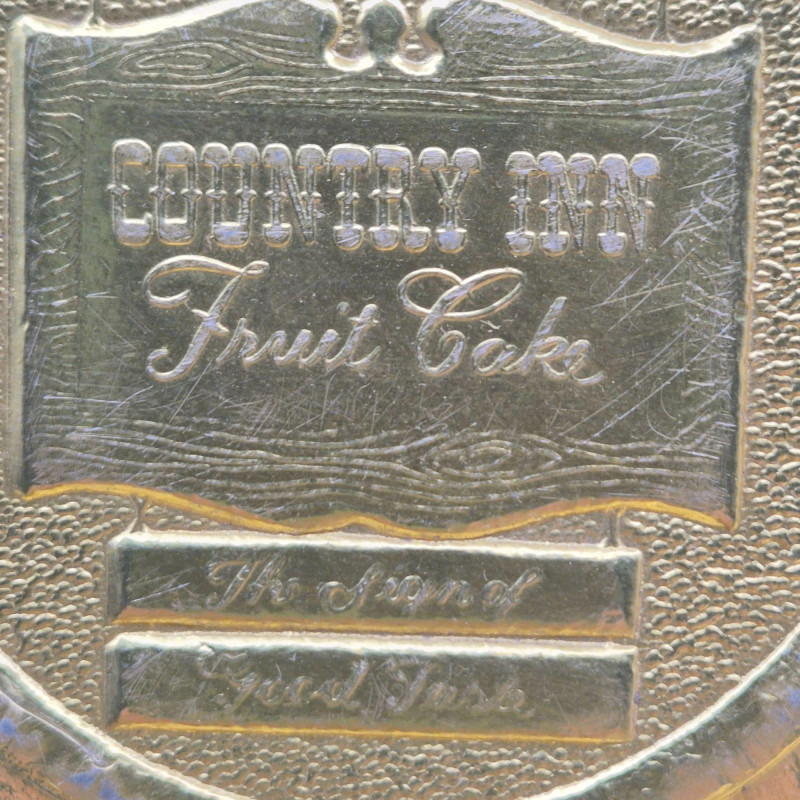 COUNTRY INN
Fruit Cake
The Sign of
Good Taste